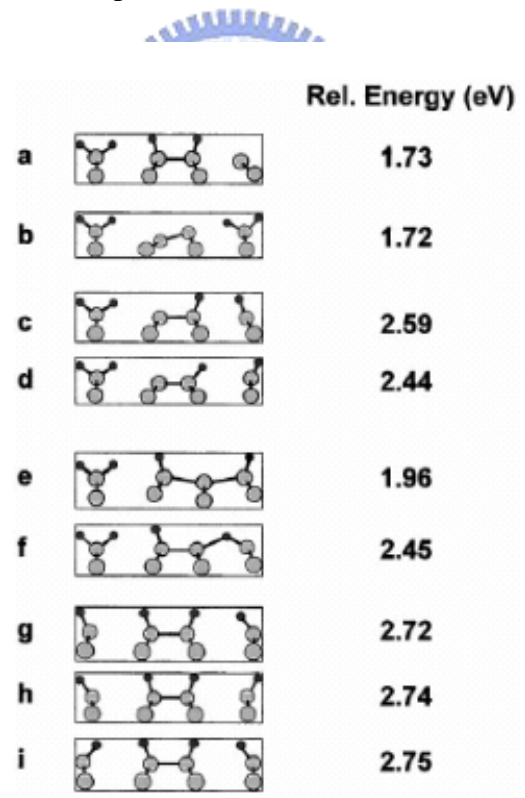 Rel. Energy (eV)
a 1.73
b 1.72
c 2.59
d 2.44
e 1.96
f 2.45
g 2.72
h 2.74
i 2.75